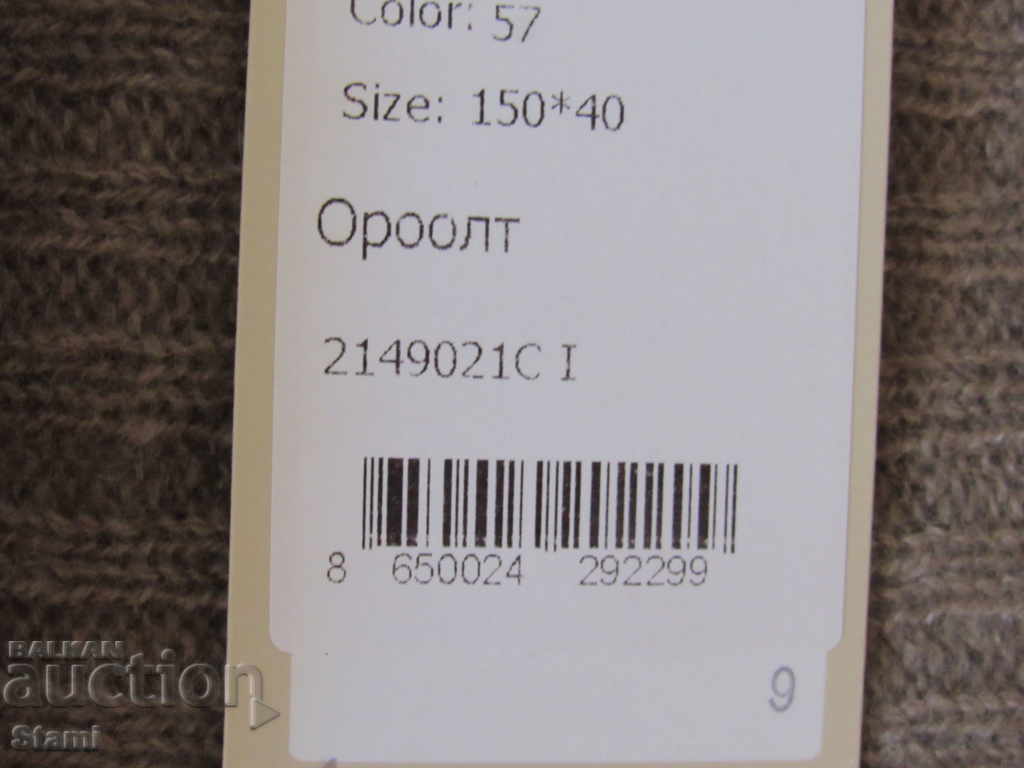 Color: 57
Size: 150*40
Ороолт
2149021C I
8 650024 292299
9
BALKAN
auction
Stami